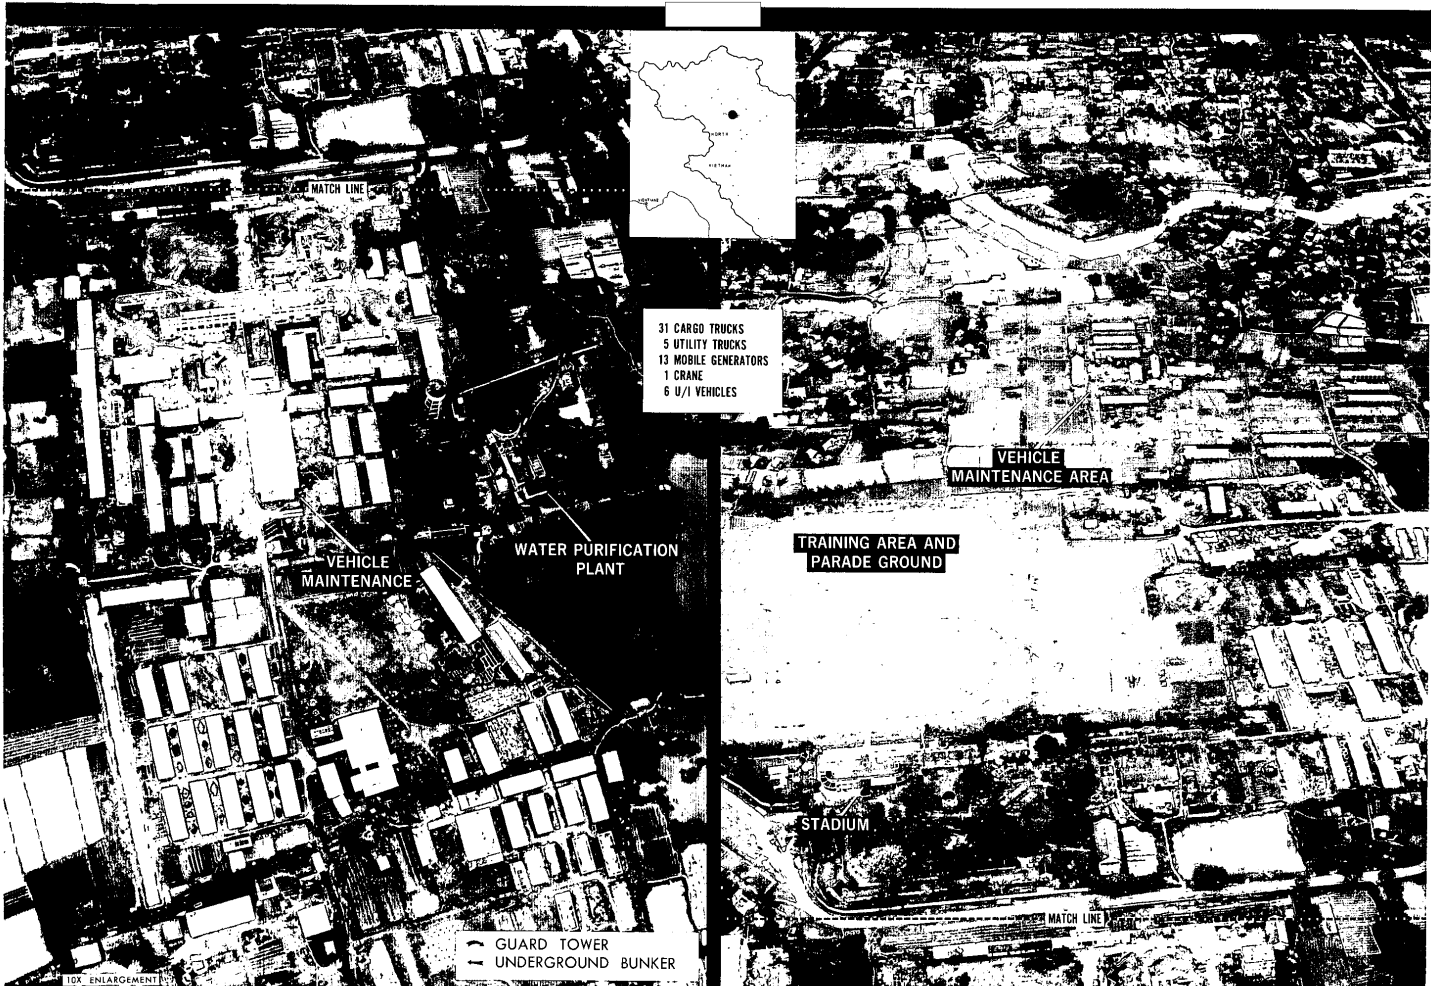 NORTH
VIETNAM
VIENTIANE
MATCH LINE
31 CARGO TRUCKS
5 UTILITY TRUCKS
13 MOBILE GENERATORS
1 CRANE
6 U/I VEHICLES
VEHICLE
MAINTENANCE
WATER PURIFICATION
PLANT
GUARD TOWER
UNDERGROUND BUNKER
10X ENLARGEMENT
VEHICLE
MAINTENANCE AREA
TRAINING AREA AND
PARADE GROUND
STADIUM
MATCH LINE